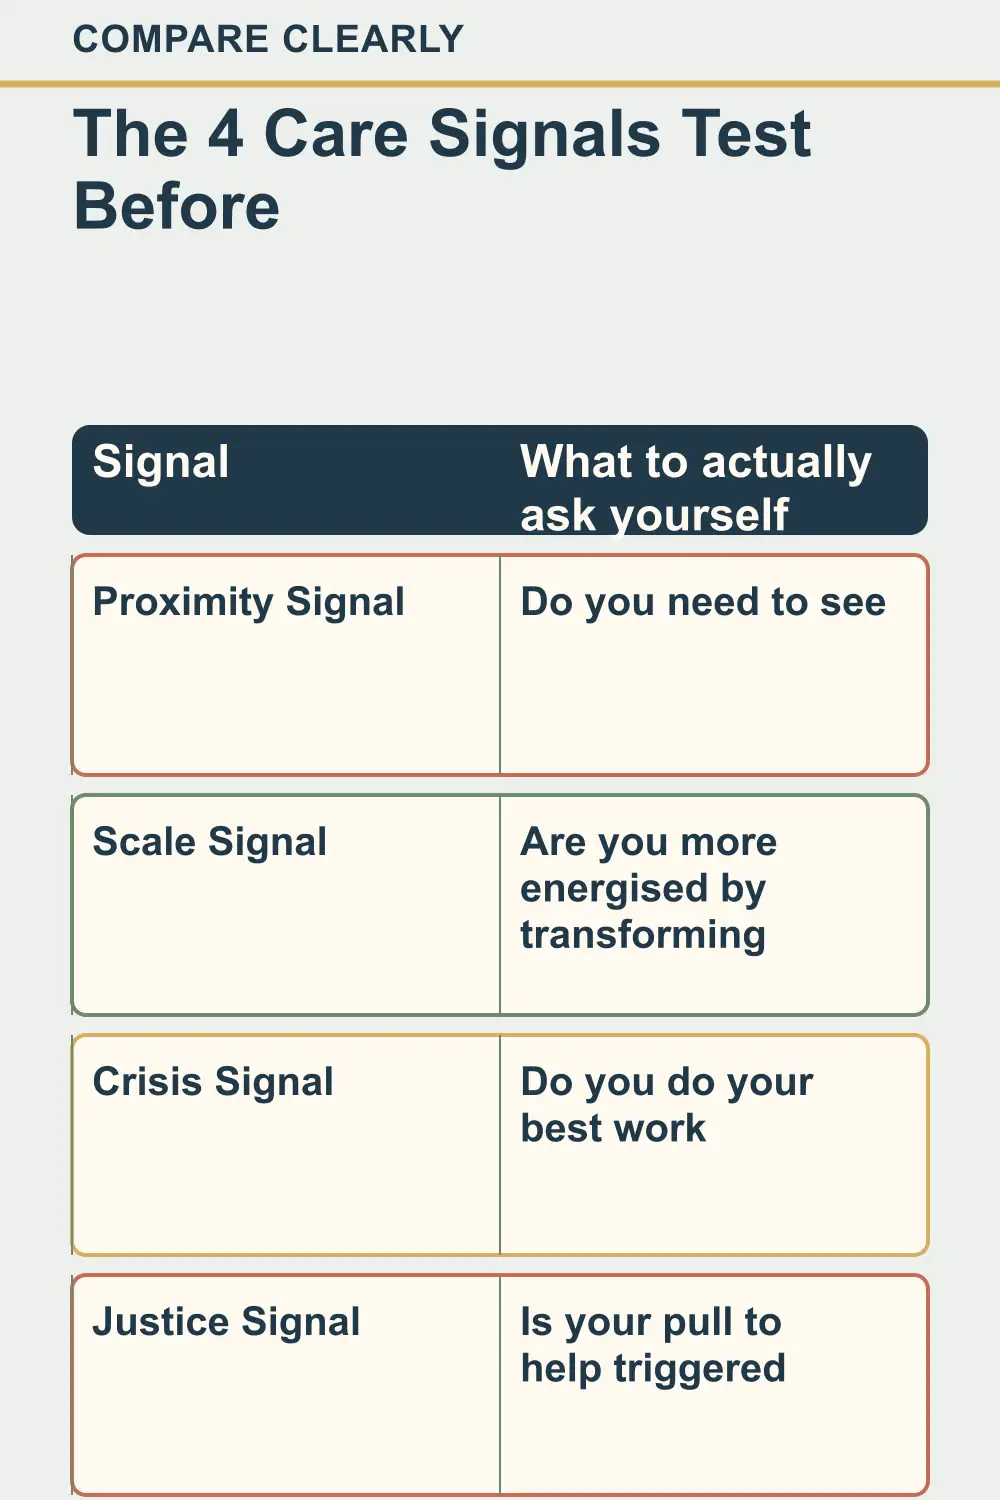 COMPARE CLEARLY
The 4 Care Signals Test
Before
Signal
What to actually
ask yourself
Proximity Signal
Do you need to see
Scale Signal
Are you more
energised by
transforming
Crisis Signal
Do you do your
best work
Justice Signal
Is your pull to
help triggered